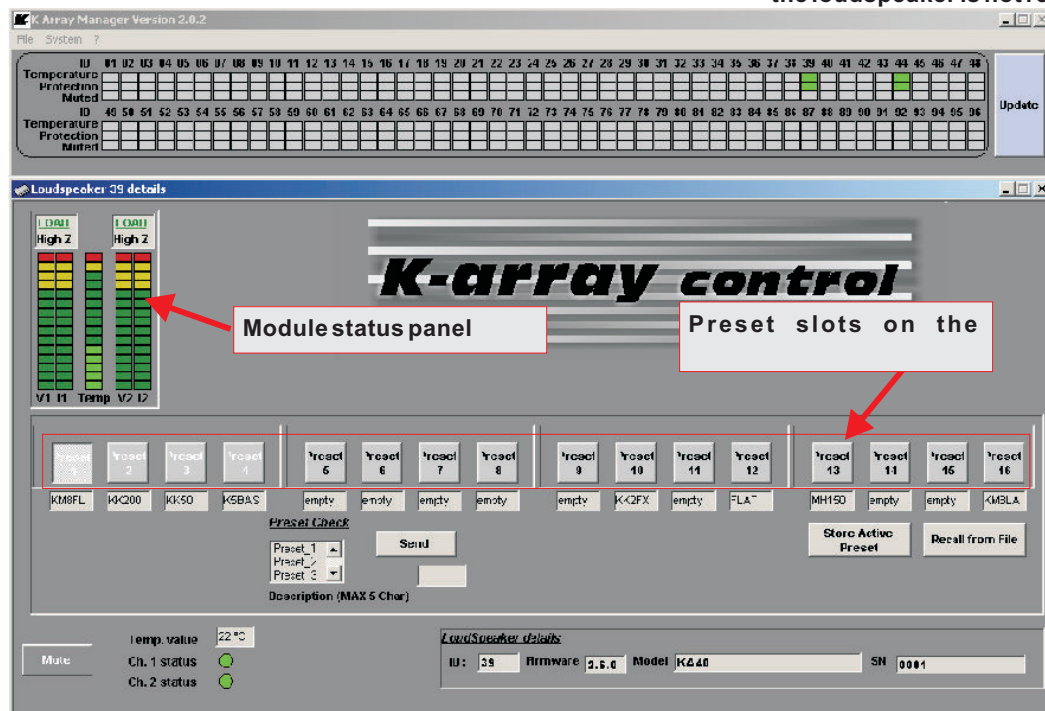 K Array Manager Version 2.0.2
File System ?
ID 01 02 03 04 05 06 07 08 09 10 11 12 13 14 15 16 17 18 19 20 21 22 23 24 25 26 27 28 29 30 31 32 33 34 35 36 37 38 39 40 41 42 43 44 45 46 47 48
Temperature
Protection
Muted
ID 49 50 51 52 53 54 55 56 57 58 59 60 61 62 63 64 65 66 67 68 69 70 71 72 73 74 75 76 77 78 79 80 81 82 83 84 85 86 87 88 89 90 91 92 93 94 95 96
Temperature
Protection
Muted
Update
Loudspeaker 39 details
LOAD LOAD
High Z High Z
K-array control
Module status panel
Preset slots on the
V1 I1 Temp V2 I2
Preset 1 Preset 2 Preset 3 Preset 4 Preset 5 Preset 6 Preset 7 Preset 8 Preset 9 Preset 10 Preset 11 Preset 12 Preset 13 Preset 14 Preset 15 Preset 16
KM8FL KK200 KK50 K5BAS empty empty empty empty empty KK2FX empty FLAT MH150 empty empty
Preset Check
Preset_1
Preset_2
Preset_3
Send
Store Active Preset
Recall from File
Description (MAX 5 Char)
Temp. value 22 °C
Mute
Ch. 1 status
Ch. 2 status
LoudSpeaker details
ID: 39 Firmware Model KA40 SN 0001